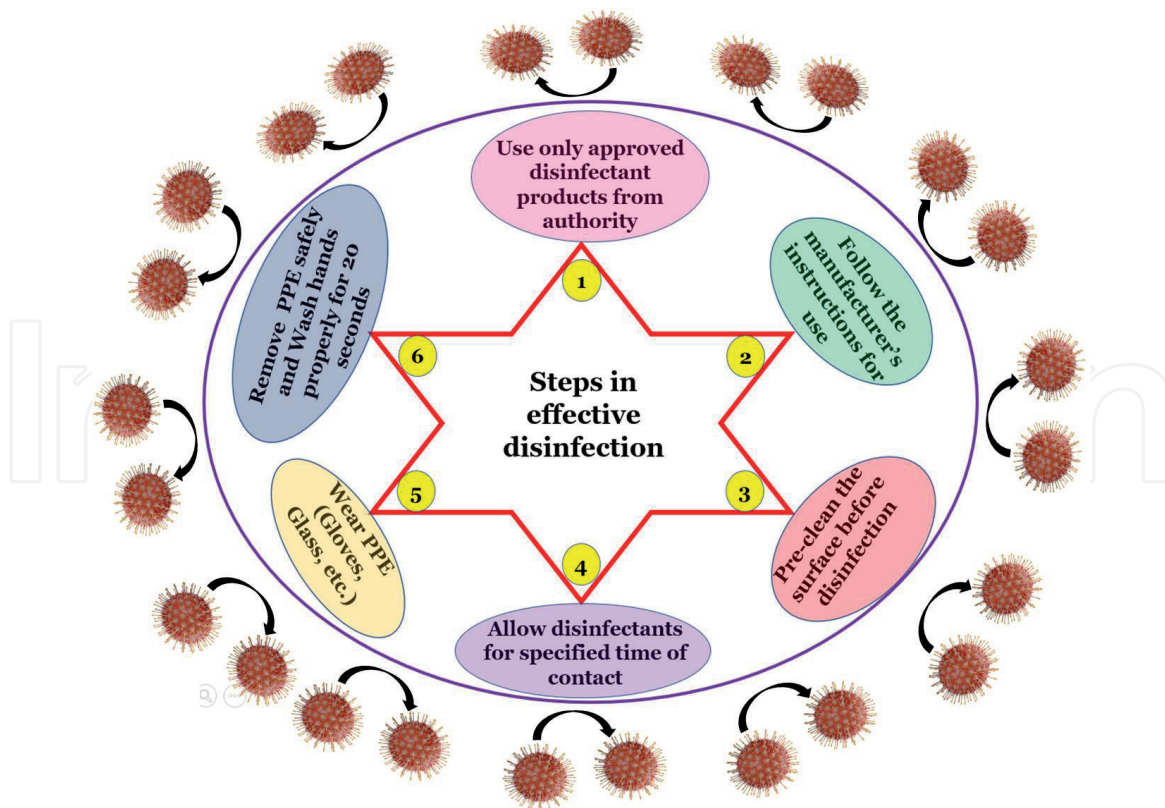 Use only approved
disinfectant
products from
authority
Follow the
manufacturer's
instructions for
use
Pre-clean the
surface before
disinfection
Allow disinfectants
for specified time of
contact
Wear PPE
(Gloves,
Glass, etc.)
Remove PPE safely
and Wash hands
properly for 20
seconds
1
2
3
4
5
6
Steps in
effective
disinfection